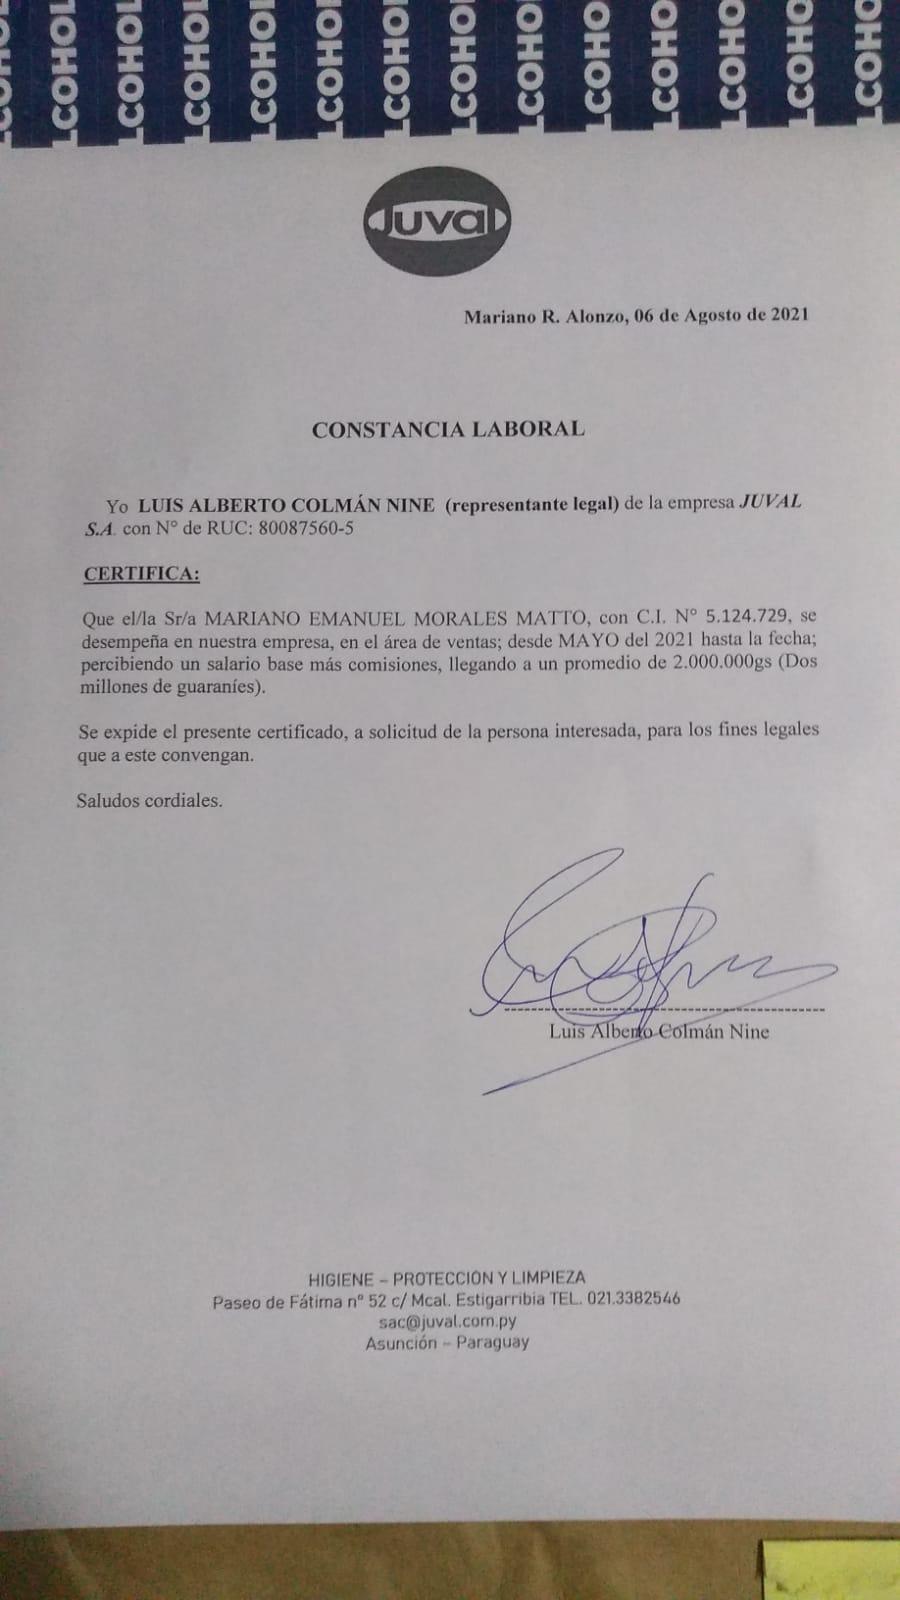 LCOHOL LCOHOL LCOHOL LCOHOL LCOHOL LCOHOL LCOHOL LCOHOL LCOHOL LCOHOL LCOHOL LCOHOL LCOHOL
Juval
Mariano R. Alonzo, 06 de Agosto de 2021
CONSTANCIA LABORAL
Yo LUIS ALBERTO COLMÁN NINE (representante legal) de la empresa JUVAL
S.A. con N° de RUC: 80087560-5
CERTIFICA:
Que el/la Sr/a MARIANO EMANUEL MORALES MATTO, con C.I. N° 5.124.729, se
desempeña en nuestra empresa, en el área de ventas; desde MAYO del 2021 hasta la fecha;
percibiendo un salario base más comisiones, llegando a un promedio de 2.000.000gs (Dos
millones de guaraníes).
Se expide el presente certificado, a solicitud de la persona interesada, para los fines legales
que a este convengan.
Saludos cordiales.
Luis Alberto Colmán Nine
HIGIENE – PROTECCIÓN Y LIMPIEZA
Paseo de Fátima nº 52 c/ Mcal. Estigarribia TEL. 021.3382546
sac@juval.com.py
Asunción – Paraguay